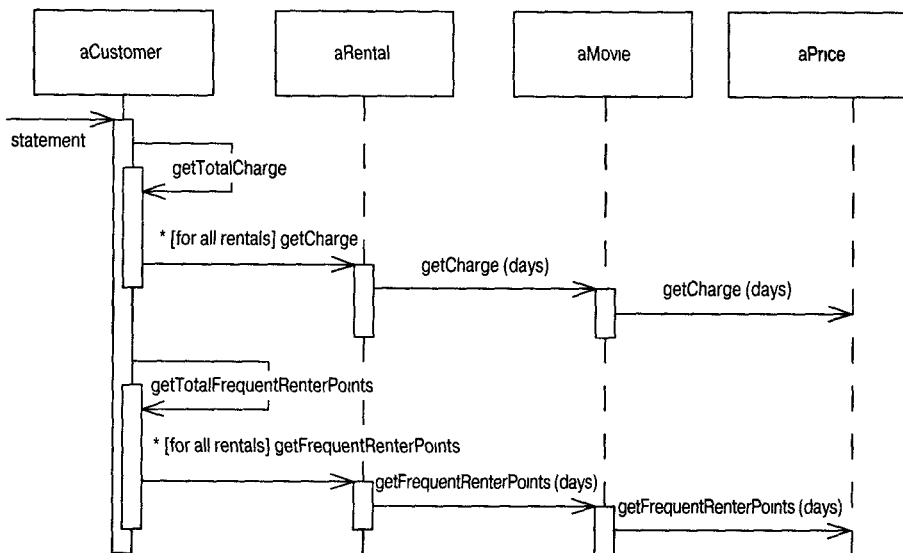 aCustomer
aRental
aMovie
aPrice
statement
getTotalCharge
* [for all rentals] getCharge
getCharge (days)
getCharge (days)
getTotalFrequentRenterPoints
* [for all rentals] getFrequentRenterPoints
getFrequentRenterPoints (days)
getFrequentRenterPoints (days)